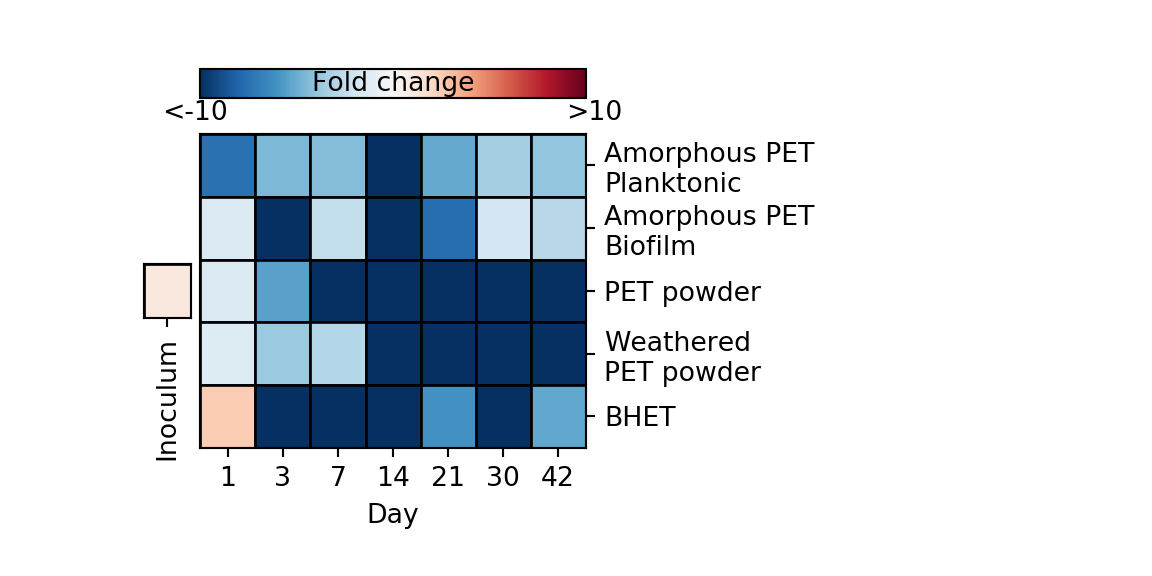 Fold change
<-10
>10
Amorphous PET
Planktonic
Amorphous PET
Biofilm
PET powder
Weathered
PET powder
BHET
Inoculum
1 3 7 14 21 30 42
Day